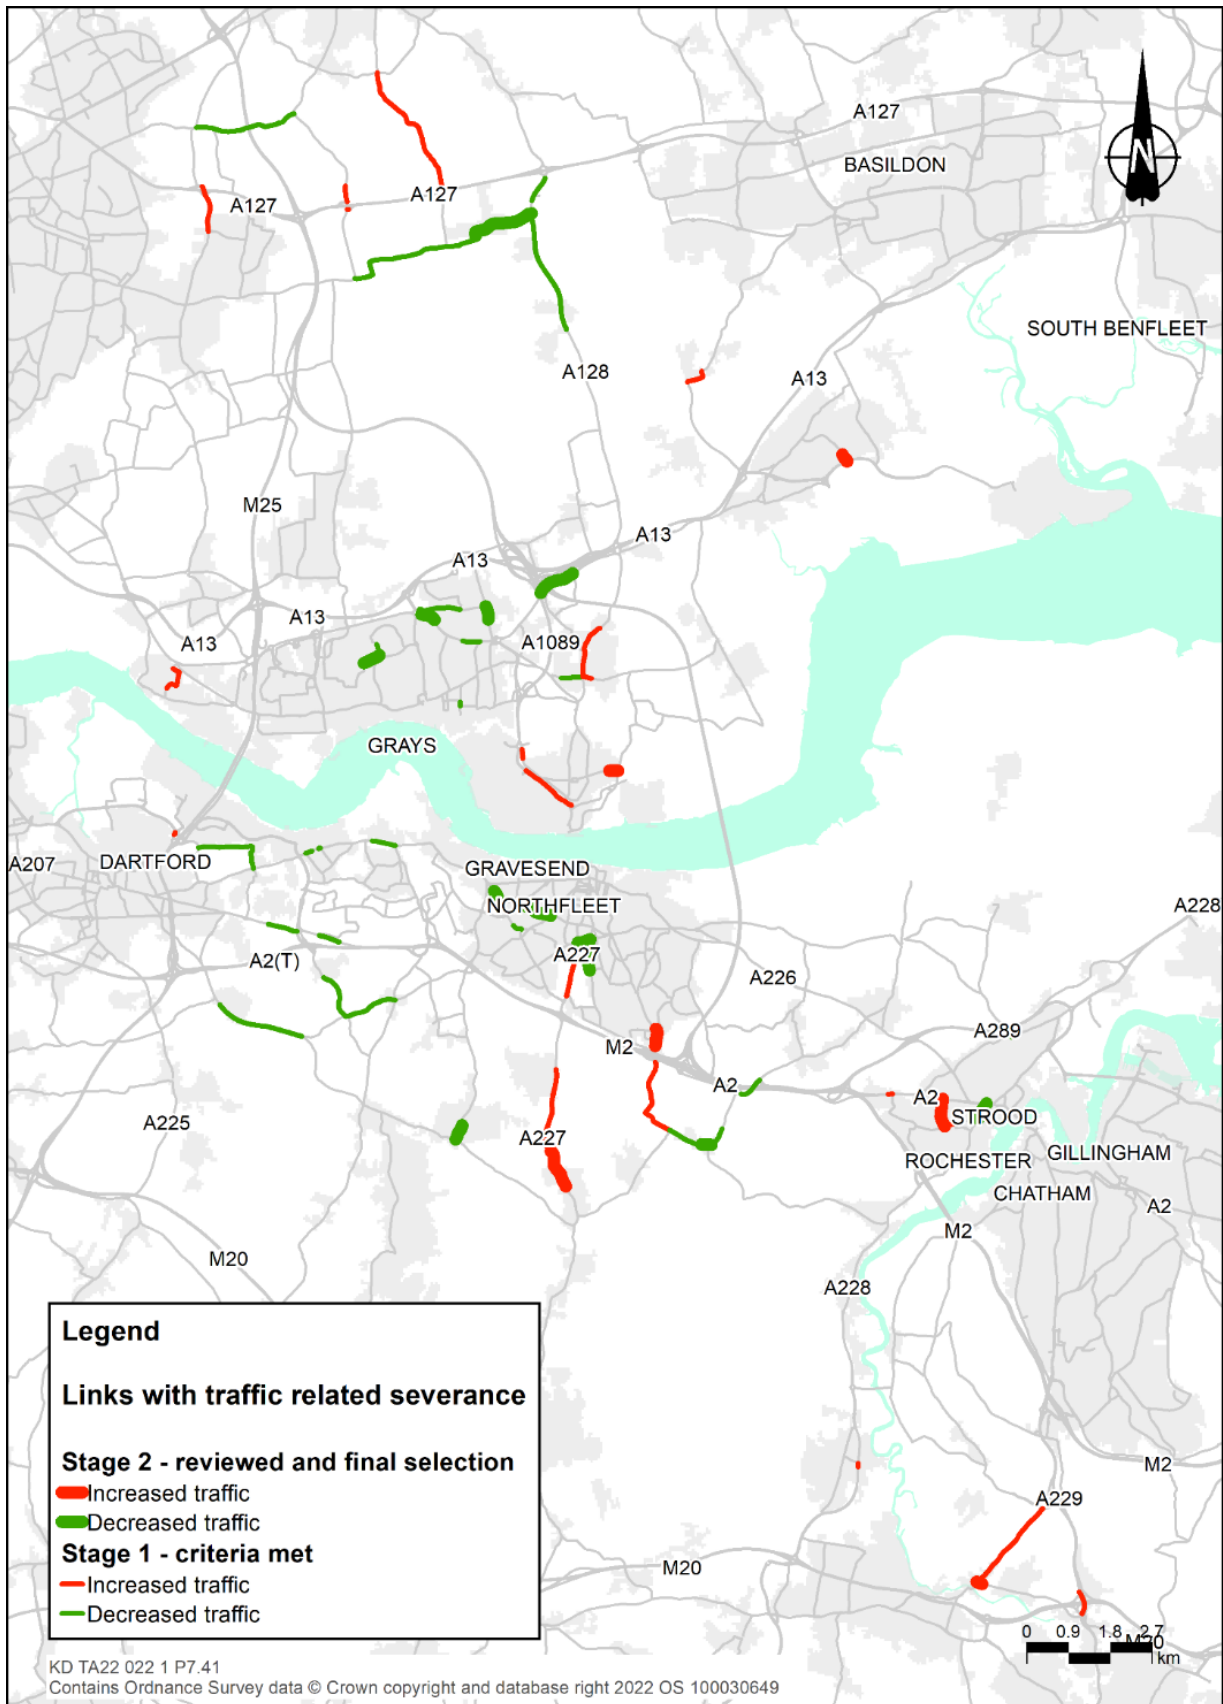 A127
BASILDON
N
A127
A127
SOUTH BENFLEET
A128
A13
M25
A13
A13
A13
A13
A1089
GRAYS
A207
DARTFORD
GRAVESEND
NORTHFLEET
A228
A227
A2(T)
A226
A289
M2
A2
A2
STROOD
A225
A227
ROCHESTER
GILLINGHAM
CHATHAM
A2
M2
M20
A228
Legend
Links with traffic related severance
Stage 2 - reviewed and final selection
Increased traffic
Decreased traffic
Stage 1 - criteria met
Increased traffic
Decreased traffic
M2
A229
M20
0 0.9 1.8 2.7
M20
km
KD TA22 022 1 P7.41
Contains Ordnance Survey data © Crown copyright and database right 2022 OS 100030649